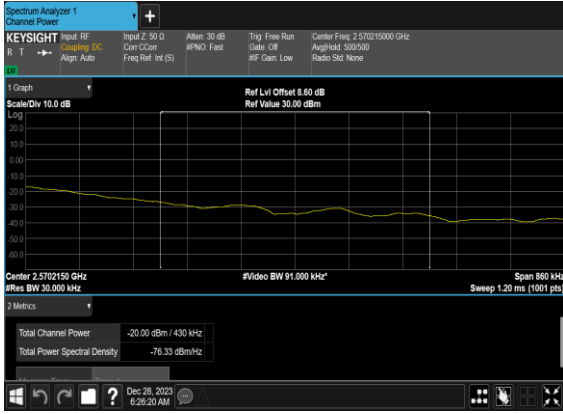 Spectrum Analyzer 1
Channel Power
+
KEYSIGHT
R T
LXI
Input: RF
Coupling: DC
Align: Auto
Input Z: 50 Ω
Corr CCorr
Freq Ref: Int (S)
Atten: 30 dB
#PNO: Fast
Trig: Free Run
Gate: Off
#IF Gain: Low
Center Freq: 2.570215000 GHz
Avg|Hold: 500/500
Radio Std: None
1 Graph
Scale/Div 10.0 dB
Ref Lvl Offset 8.60 dB
Ref Value 30.00 dBm
Log
20.0
10.0
0.00
-10.0
-20.0
-30.0
-40.0
-50.0
-60.0
Center 2.5702150 GHz
#Video BW 91.000 kHz*
Span 860 kHz
#Res BW 30.000 kHz
Sweep 1.20 ms (1001 pts)
2 Metrics
Total Channel Power -20.00 dBm / 430 kHz
Total Power Spectral Density -76.33 dBm/Hz
?
Dec 28, 2023
6:26:20 AM